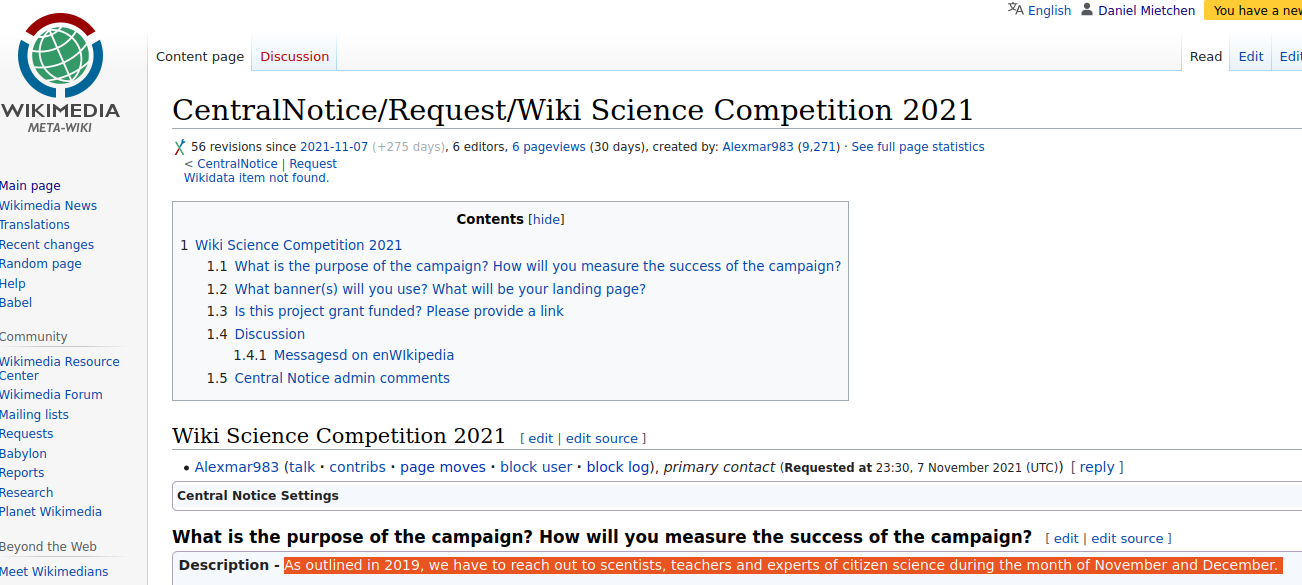 English Daniel Mietchen You have a new
Content page Discussion Read Edit Edit
WIKIMEDIA
META-WIKI
Main page
Wikimedia News
Translations
Recent changes
Random page
Help
Babel
Community
Wikimedia Resource
Center
Wikimedia Forum
Mailing lists
Requests
Babylon
Reports
Research
Planet Wikimedia
Beyond the Web
Meet Wikimedians
CentralNotice/Request/Wiki Science Competition 2021
56 revisions since 2021-11-07 (+275 days), 6 editors, 6 pageviews (30 days), created by: Alexmar983 (9,271) · See full page statistics
< CentralNotice | Request
Wikidata item not found.
Contents [hide]
1 Wiki Science Competition 2021
1.1 What is the purpose of the campaign? How will you measure the success of the campaign?
1.2 What banner(s) will you use? What will be your landing page?
1.3 Is this project grant funded? Please provide a link
1.4 Discussion
1.4.1 Messagesd on enWIkipedia
1.5 Central Notice admin comments
Wiki Science Competition 2021 [ edit | edit source ]
• Alexmar983 (talk · contribs · page moves · block user · block log), primary contact (Requested at 23:30, 7 November 2021 (UTC)) [ reply ]
Central Notice Settings
What is the purpose of the campaign? How will you measure the success of the campaign? [ edit | edit source ]
Description - As outlined in 2019, we have to reach out to scentists, teachers and experts of citizen science during the month of November and December.